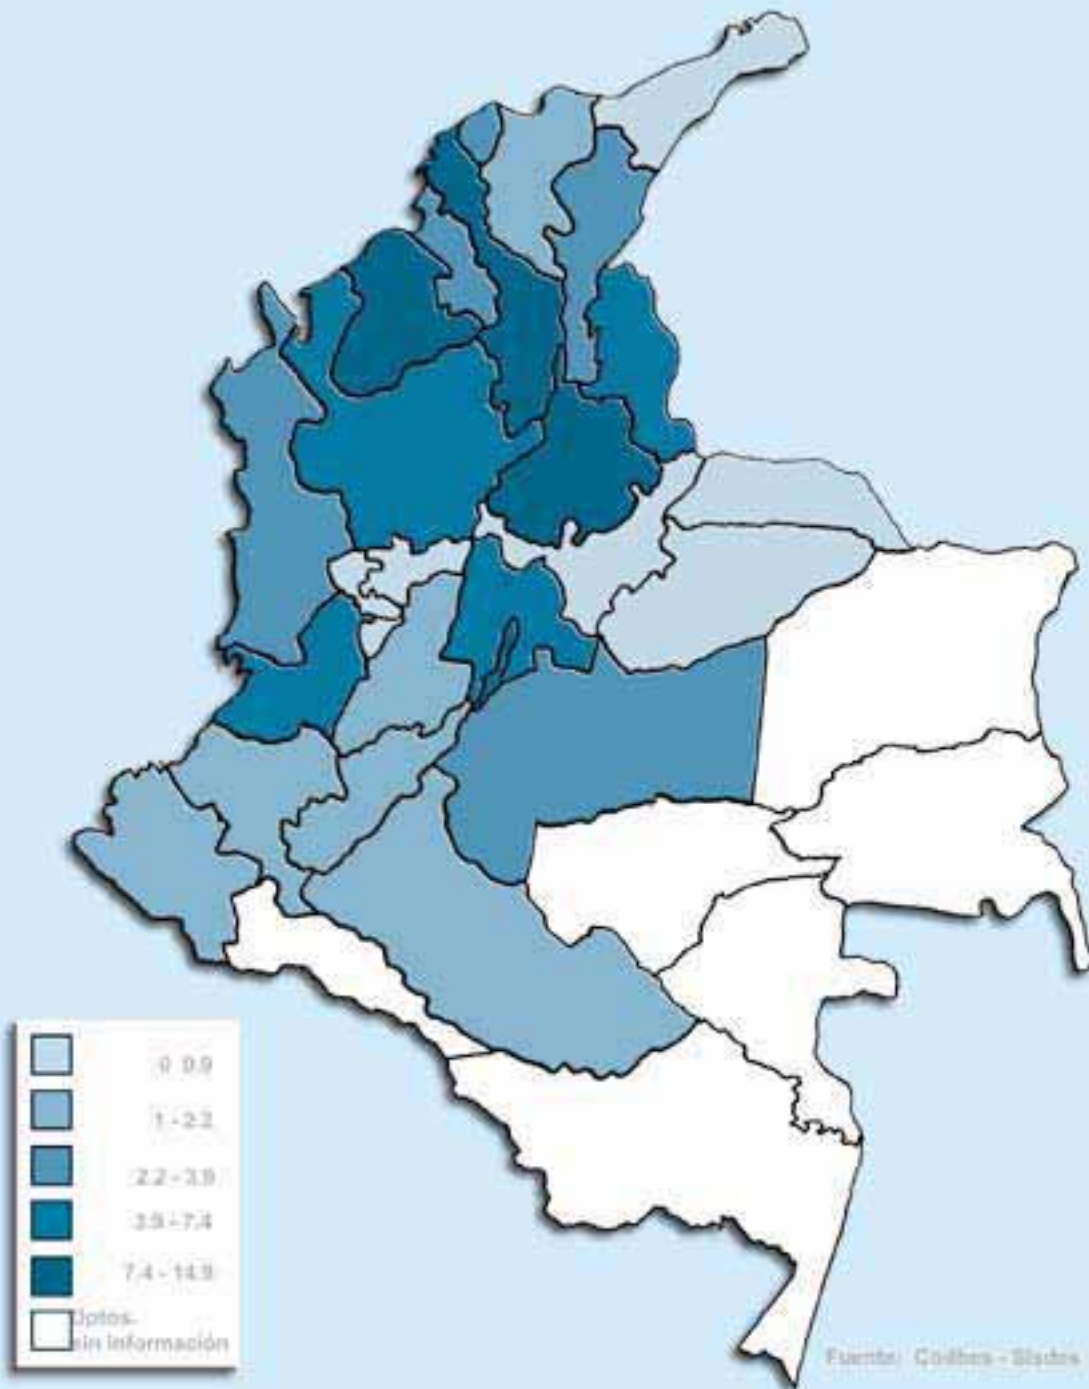 0 9.9
1 - 2.2
2.2 - 3.9
3.9 - 7.4
7.4 - 14.9
Dptos.
sin información
Fuente: Codhes - Sisdes